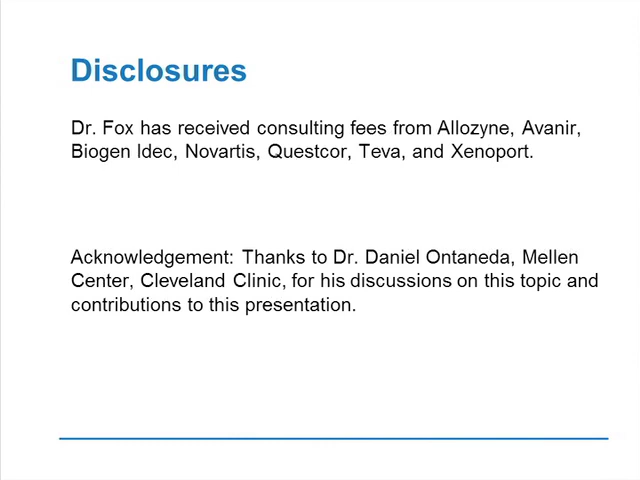 Disclosures
Dr. Fox has received consulting fees from Allozyne, Avanir,
Biogen Idec, Novartis, Questcor, Teva, and Xenoport.
Acknowledgement: Thanks to Dr. Daniel Ontaneda, Mellen
Center, Cleveland Clinic, for his discussions on this topic and
contributions to this presentation.